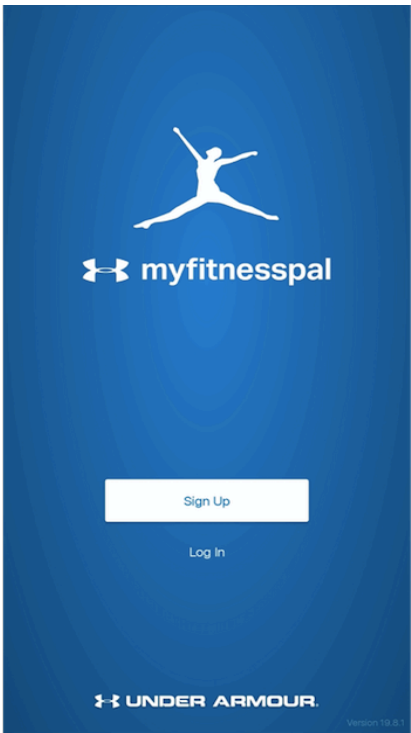 myfitnesspal
Sign Up
Log In
UNDER ARMOUR.
Version 19.8.1